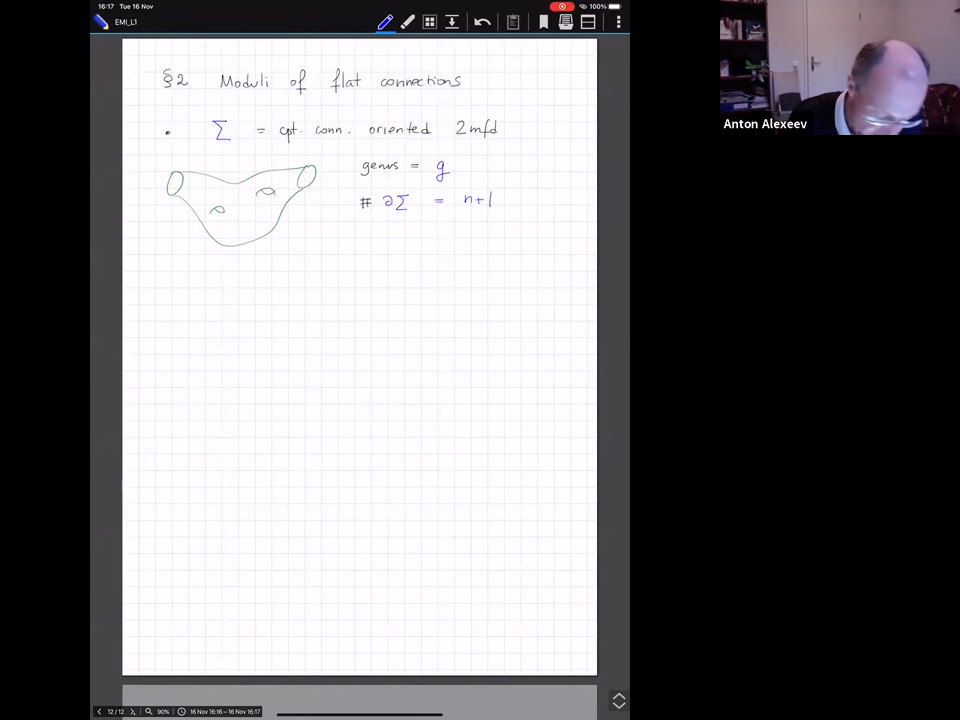 16:17 Tue 16 Nov
100%
EMI_L1
§2 Moduli of flat connections
• Σ = cpt. conn. oriented 2mfd
genus = g
# ∂Σ = n+1
Anton Alexeev
12/12 90% 16 Nov 16:16 – 16 Nov 16:17